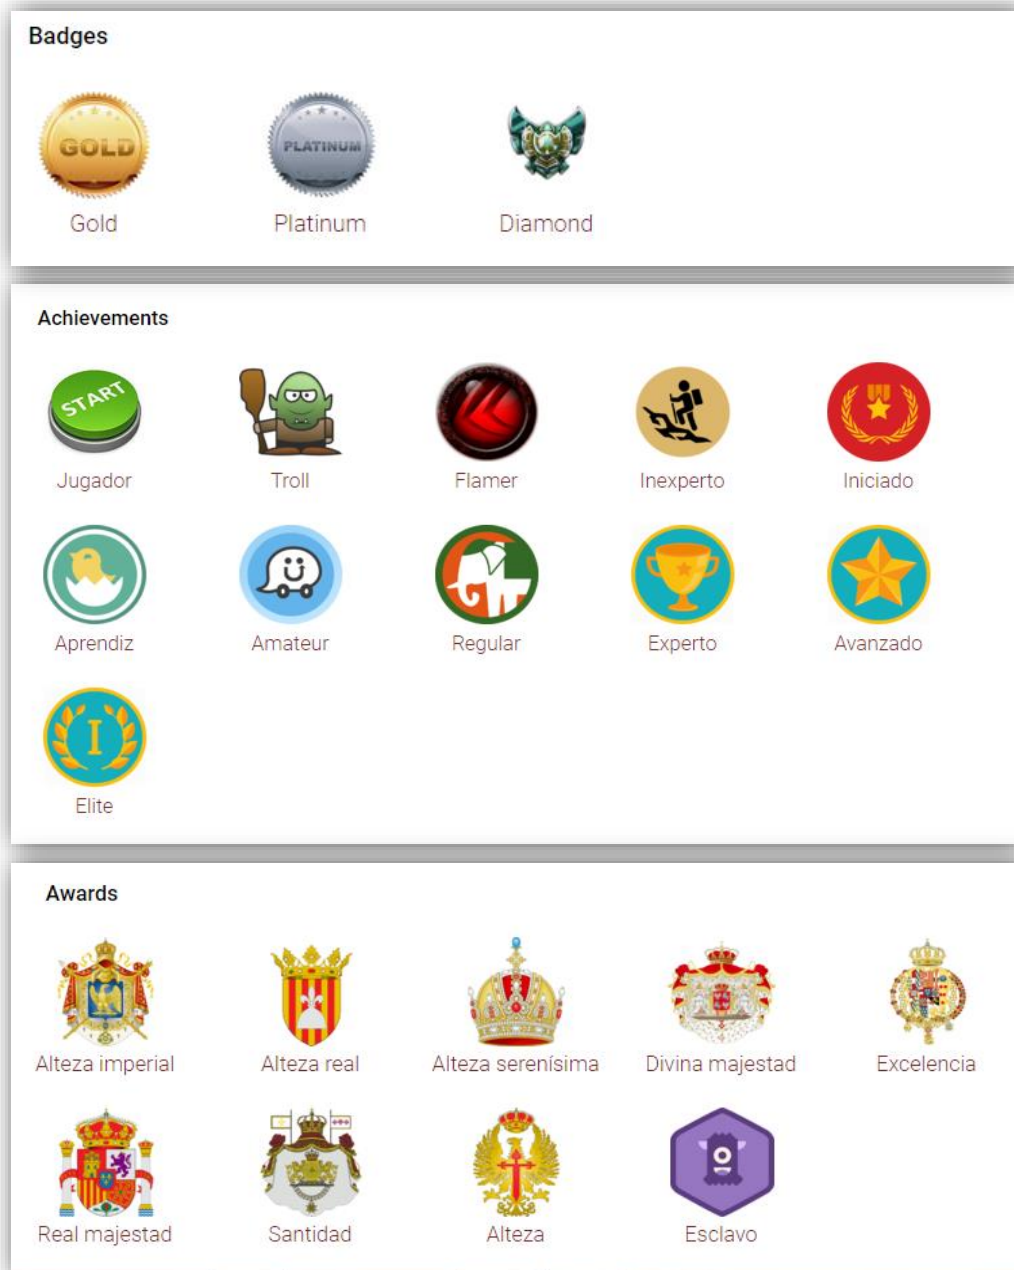 Badges
GOLD PLATINUM
Gold Platinum Diamond
Achievements
START
Jugador Troll Flamer Inexperto Iniciado
Aprendiz Amateur Regular Experto Avanzado
I
Elite
Awards
Alteza imperial Alteza real Alteza serenísima Divina majestad Excelencia
Real majestad Santidad Alteza Esclavo